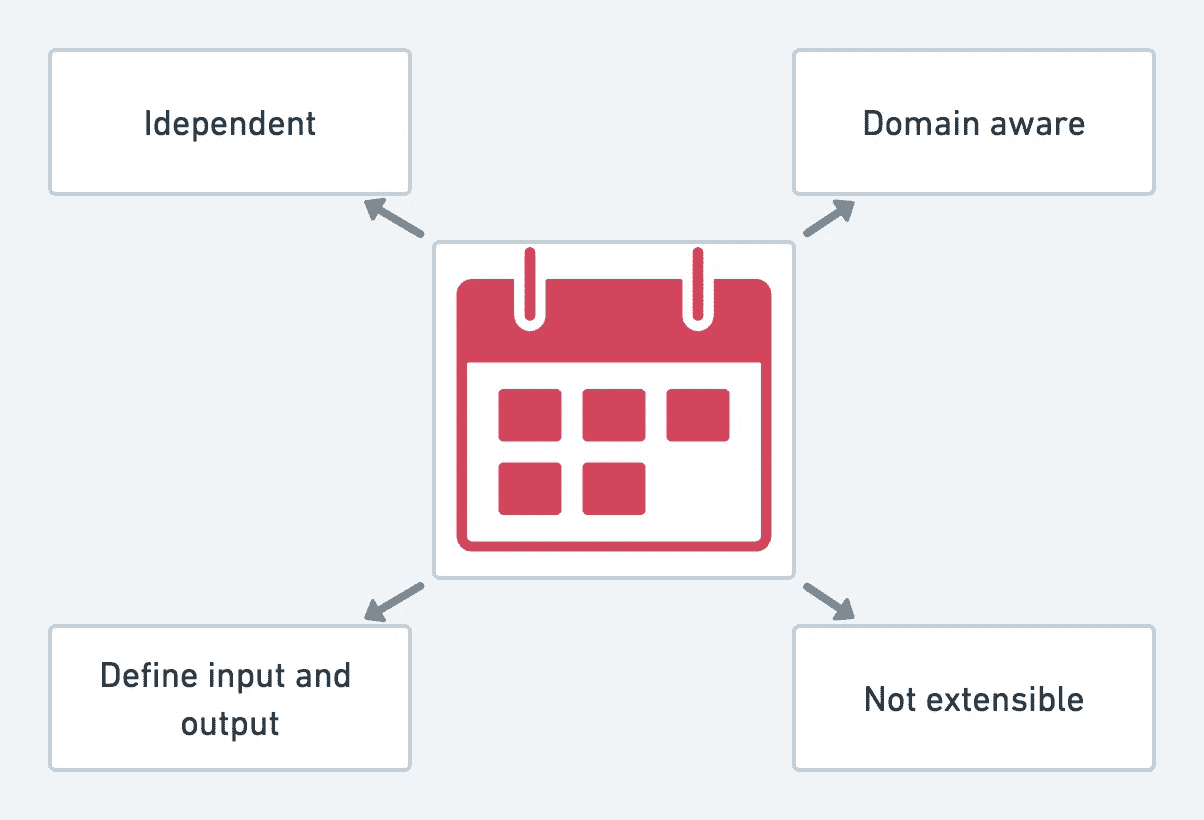 Idependent
Domain aware
Define input and
output
Not extensible